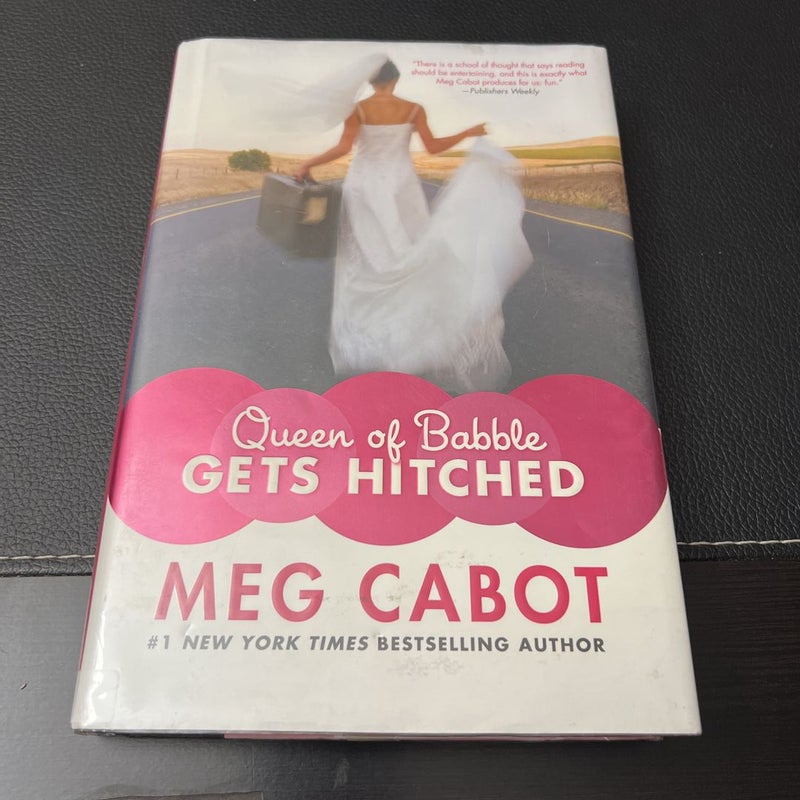 "There is a school of thought that says reading
should be entertaining, and this is exactly what
Meg Cabot produces for us: fun."
—Publishers Weekly
Queen of Babble
GETS HITCHED
MEG CABOT
#1 NEW YORK TIMES BESTSELLING AUTHOR